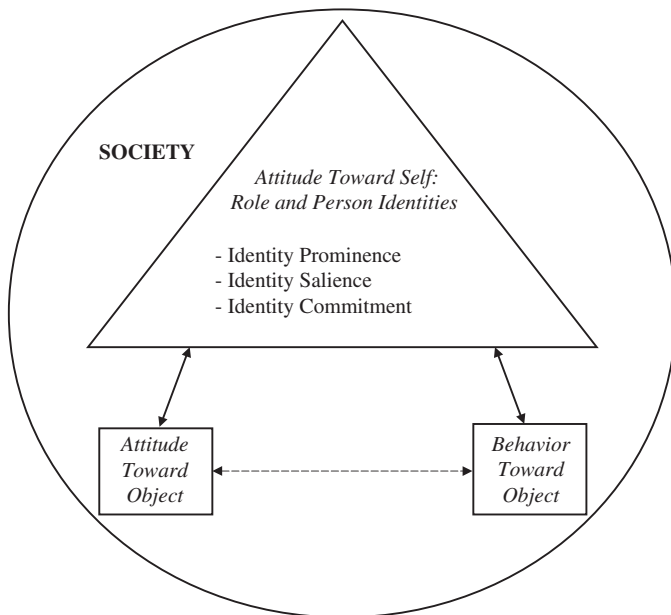 SOCIETY
Attitude Toward Self:
Role and Person Identities
- Identity Prominence
- Identity Salience
- Identity Commitment
Attitude
Toward
Object
Behavior
Toward
Object